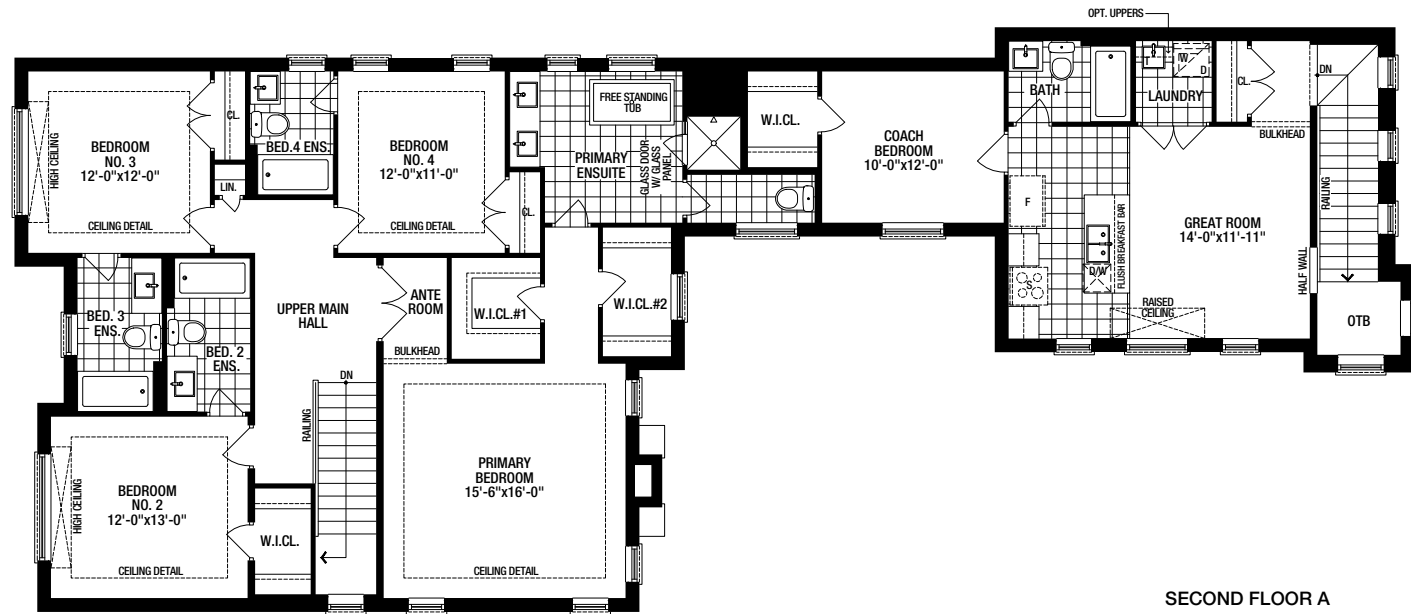 OPT. UPPERS
BEDROOM
NO. 3
12'-0"x12'-0"
HIGH CEILING
CEILING DETAIL
CL.
LIN.
BED.4 ENS.
BEDROOM
NO. 4
12'-0"x11'-0"
CEILING DETAIL
CL.
FREE STANDING
TUB
PRIMARY
ENSUITE
GLASS DOOR
W/ GLASS
PANEL
W.I.CL.
COACH
BEDROOM
10'-0"x12'-0"
BATH
T
W
D
LAUNDRY
CL.
BULKHEAD
DN
RAILING
F
S
D/W
FLUSH BREAKFAST BAR
GREAT ROOM
14'-0"x11'-11"
HALF WALL
RAISED
CEILING
OTB
BED. 3
ENS.
BED. 2
ENS.
UPPER MAIN
HALL
ANTE
ROOM
BULKHEAD
W.I.CL.#1
W.I.CL.#2
DN
RAILING
BEDROOM
NO. 2
12'-0"x13'-0"
HIGH CEILING
CEILING DETAIL
W.I.CL.
PRIMARY
BEDROOM
15'-6"x16'-0"
CEILING DETAIL
SECOND FLOOR A